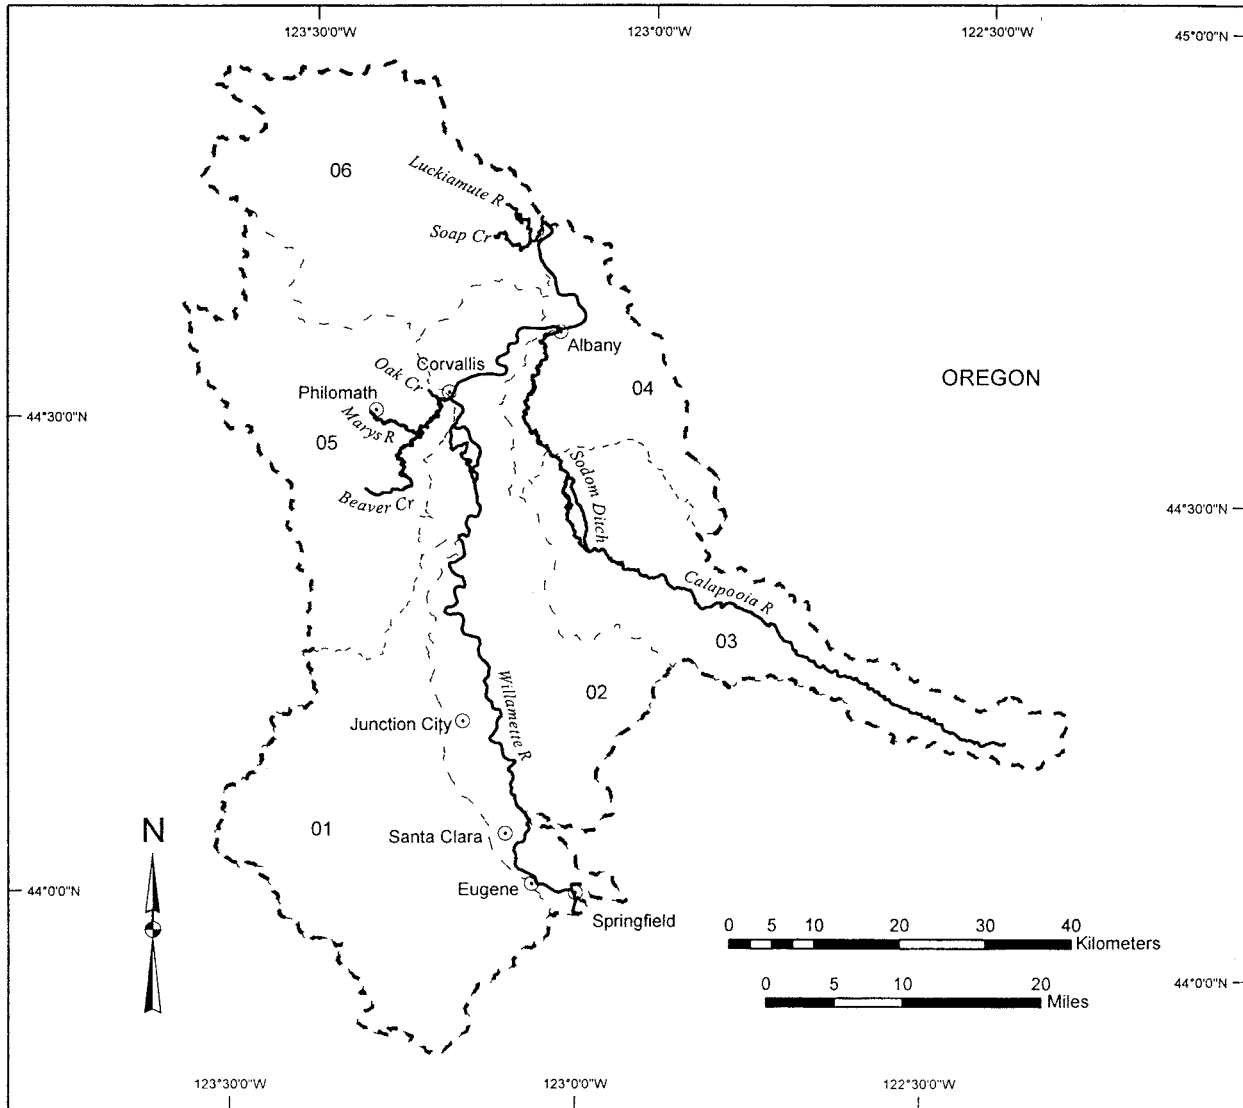 123°30'0"W
123°0'0"W
122°30'0"W
45°0'0"N
06
Luckiamute R
Soap Cr
Albany
Corvallis
OREGON
Oak Cr
04
Philomath
44°30'0"N
Marys R
05
Sodom Ditch
Beaver Cr
44°30'0"N
Calapooia R
03
02
Willamette R
Junction City
01
N
Santa Clara
Eugene
44°0'0"N
Springfield
0 5 10 20 30 40
Kilometers
0 5 10 20
Miles
44°0'0"N
123°30'0"W
123°0'0"W
122°30'0"W